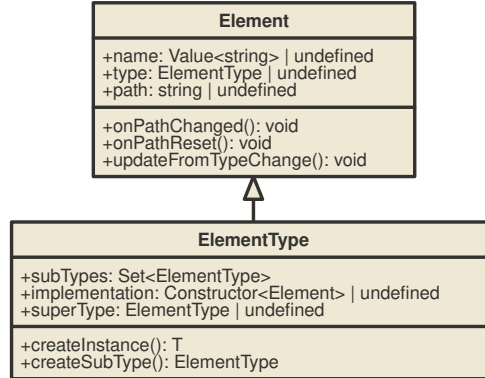 Element
+name: Value<string> | undefined
+type: ElementType | undefined
+path: string | undefined
+onPathChanged(): void
+onPathReset(): void
+updateFromTypeChange(): void
ElementType
+subTypes: Set<ElementType>
+implementation: Constructor<Element> | undefined
+superType: ElementType | undefined
+createInstance(): T
+createSubType(): ElementType